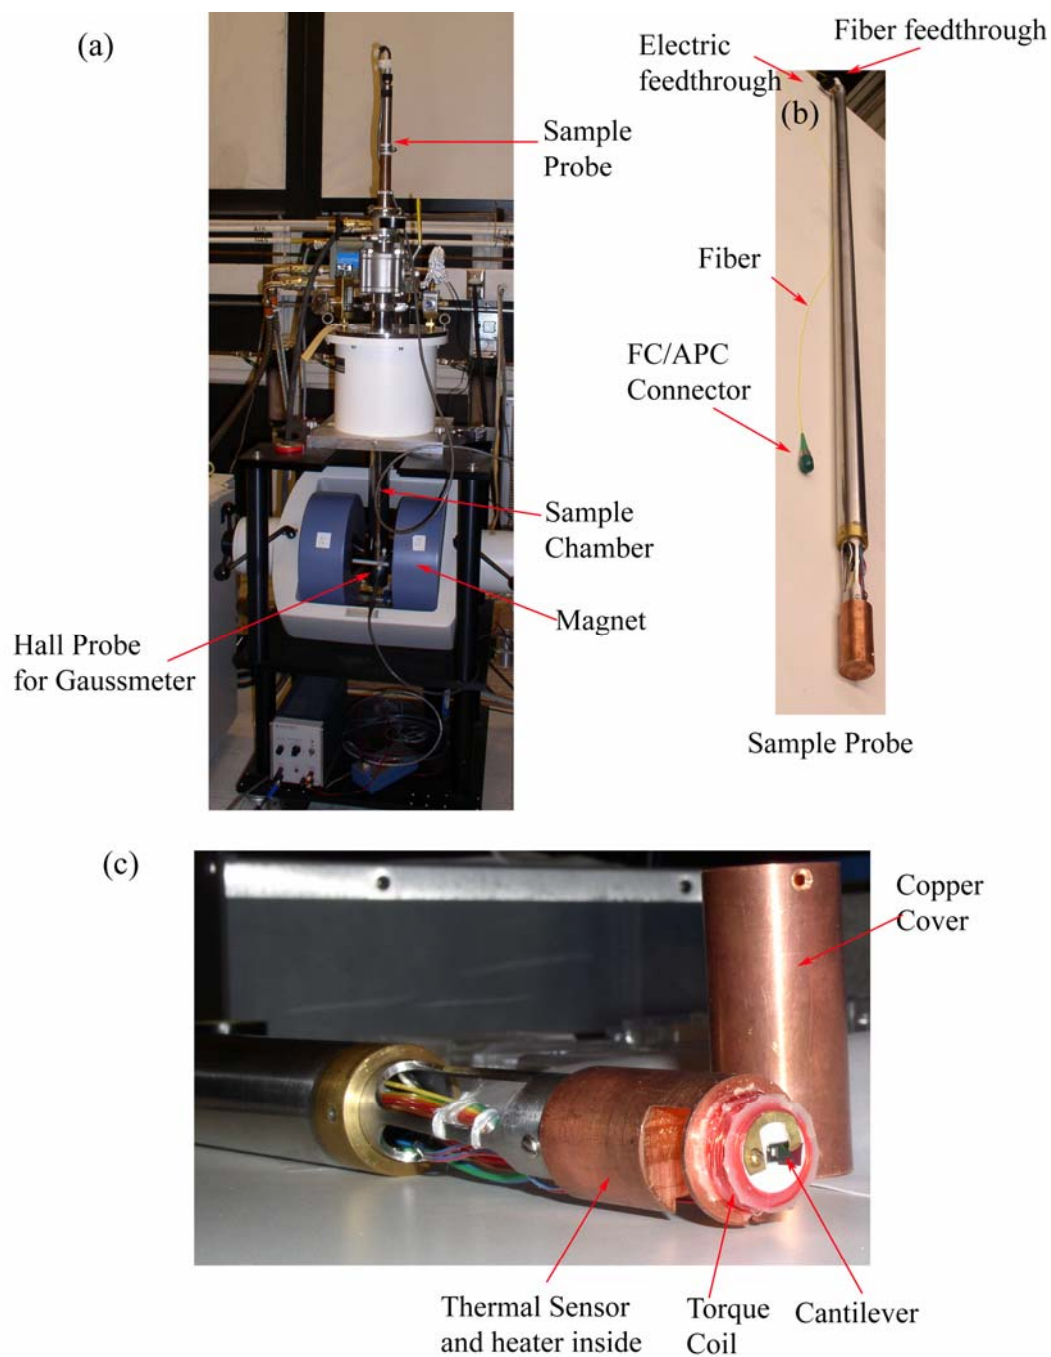 (a)
Sample
Probe
Sample
Chamber
Magnet
Hall Probe
for Gaussmeter
Electric
feedthrough
Fiber feedthrough
(b)
Fiber
FC/APC
Connector
Sample Probe
(c)
Copper
Cover
Thermal Sensor
and heater inside
Torque
Coil
Cantilever